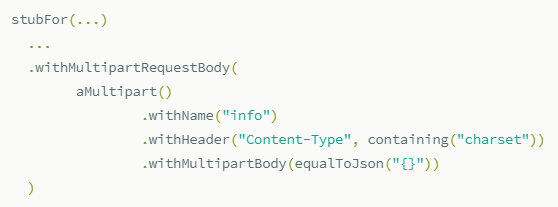 stubFor(...)
...
.withMultipartRequestBody(
aMultipart()
.withName("info")
.withHeader("Content-Type", containing("charset"))
.withMultipartBody(equalToJson("{}"))
)